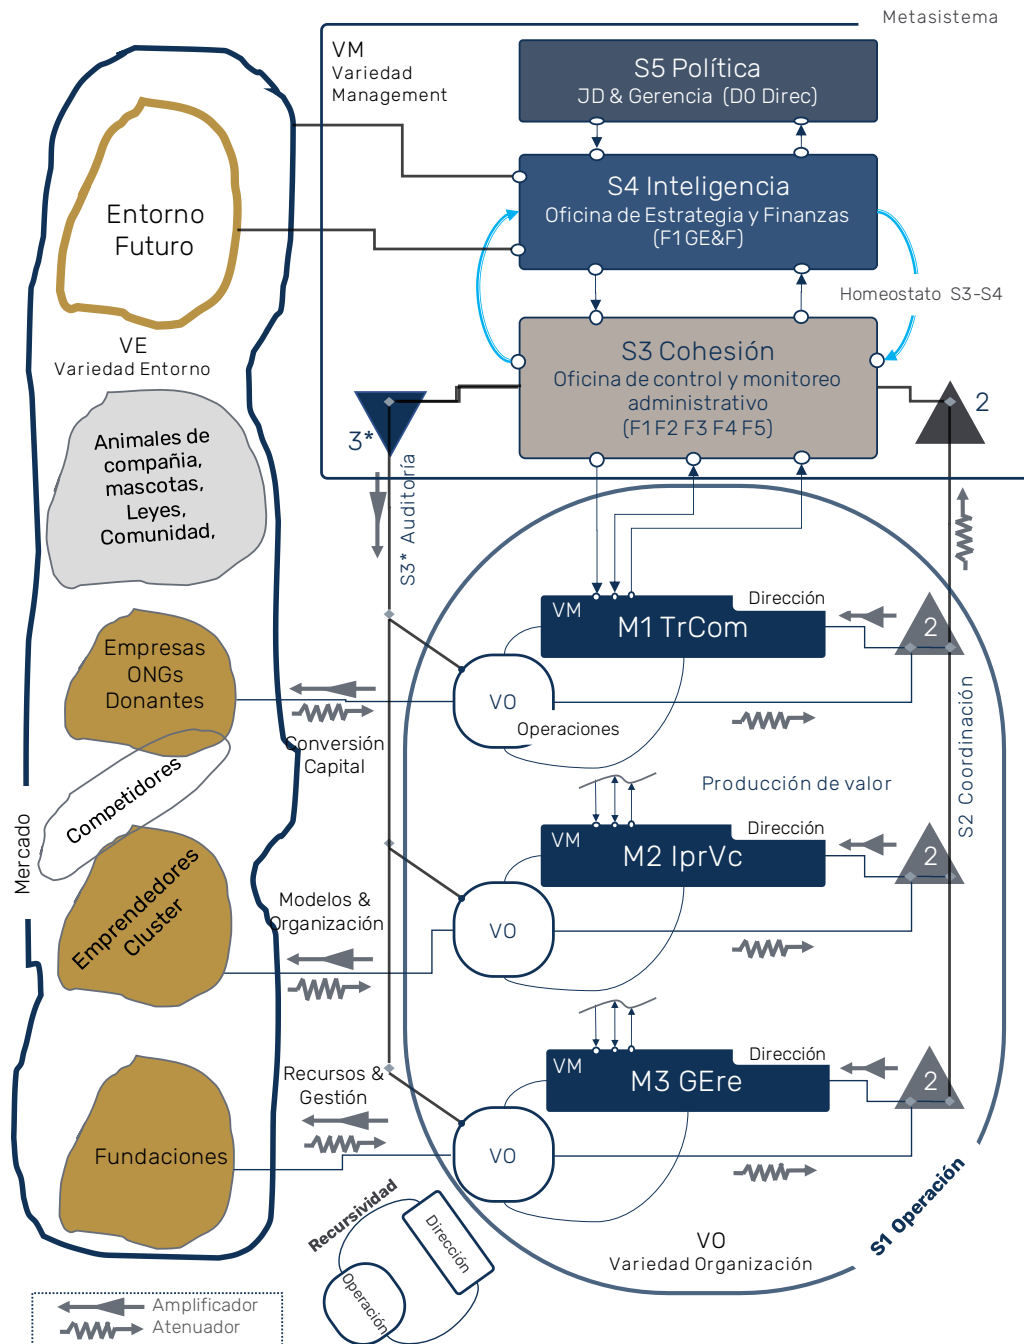 Metasistema
VM
Variedad
Management
S5 Política
JD & Gerencia (D0 Direc)
S4 Inteligencia
Oficina de Estrategia y Finanzas
(F1 GE&F)
Homeostato S3-S4
S3 Cohesión
Oficina de control y monitoreo
administrativo
(F1 F2 F3 F4 F5)
3*
2
S3* Auditoría
Entorno
Futuro
VE
Variedad Entorno
Animales de
compañia,
mascotas,
Leyes,
Comunidad,
Empresas
ONGs
Donantes
Competidores
Mercado
Emprendedores
Cluster
Fundaciones
Conversión
Capital
Modelos &
Organización
Recursos &
Gestión
VM
M1 TrCom
Dirección
2
VO
Operaciones
S2 Coordinación
Producción de valor
VM
M2 IprVc
Dirección
2
VO
VM
M3 GEre
Dirección
2
VO
S1 Operación
VO
Variedad Organización
Recursividad
Dirección
Operación
Amplificador
Atenuador